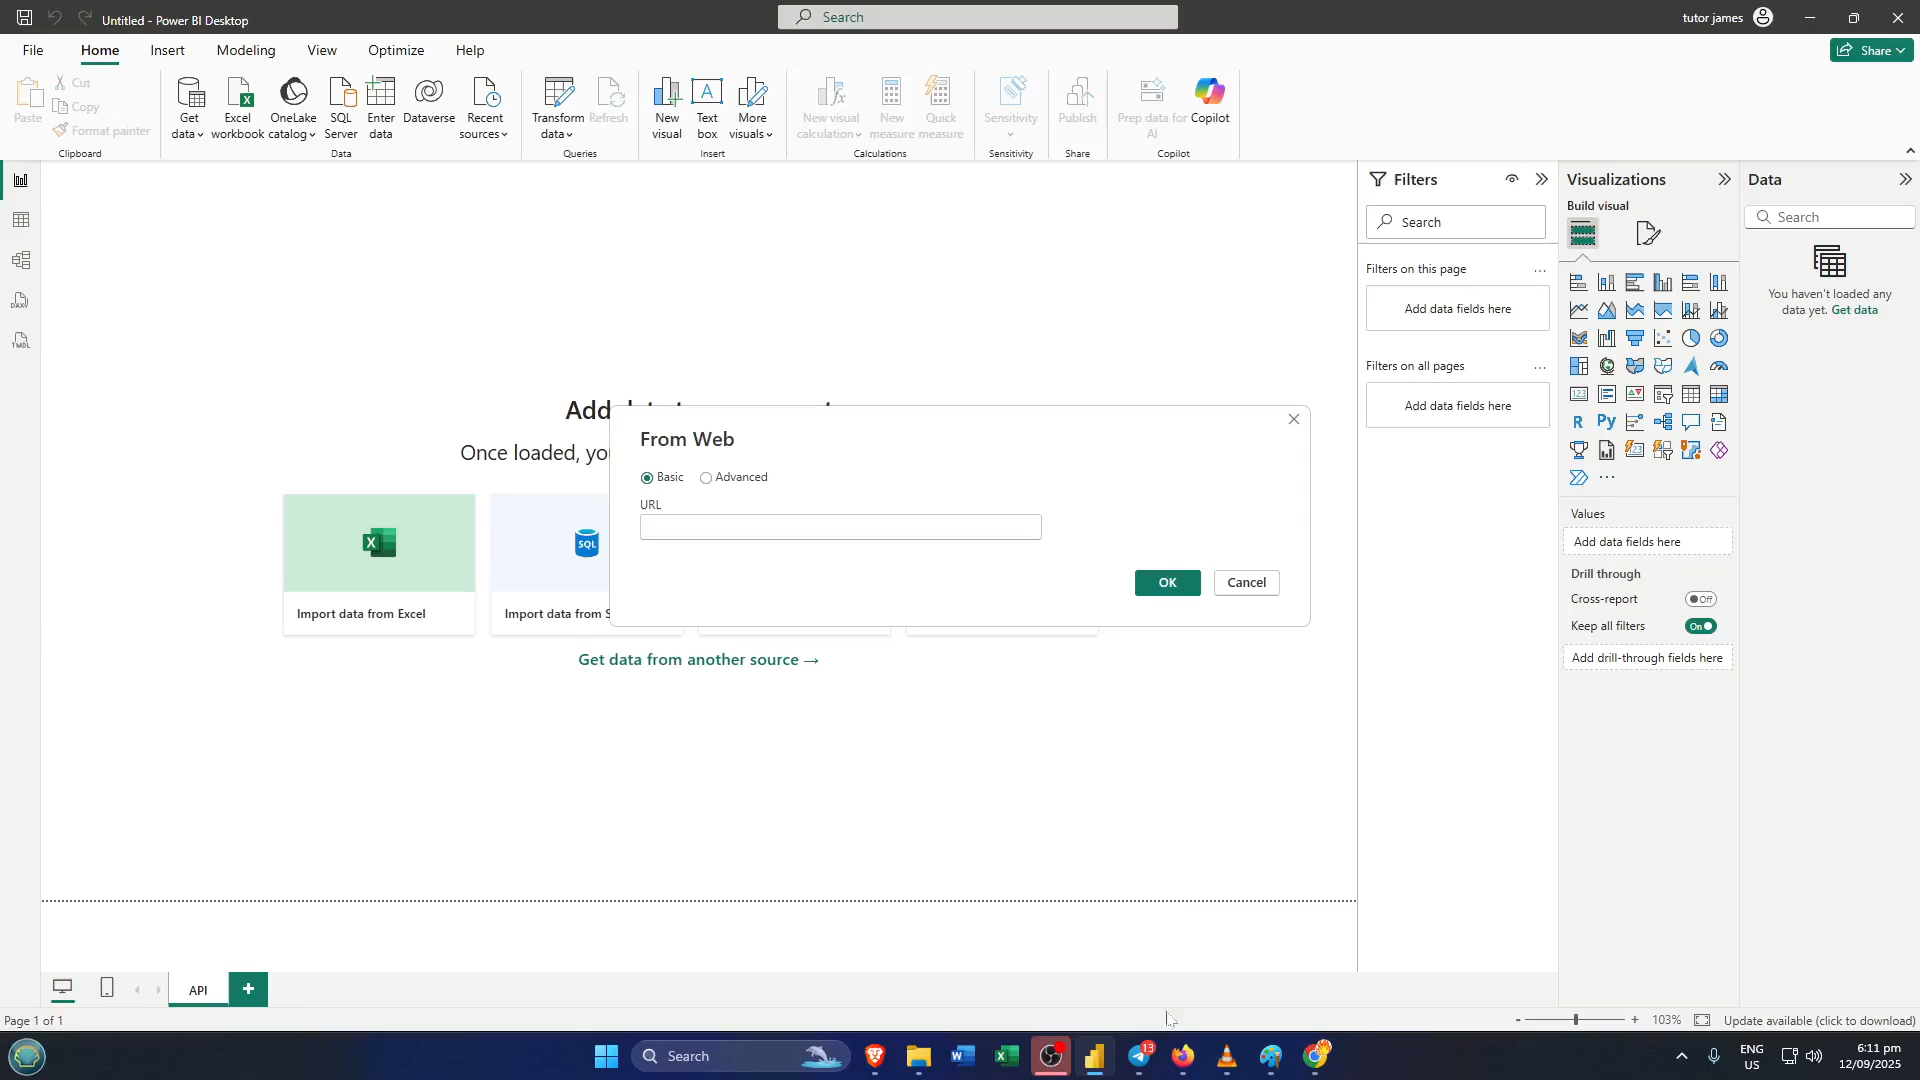 Untitled - Power BI Desktop
Search
tutor james
File
Home
Insert
Modeling
View
Optimize
Help
Share
Paste
Cut
Copy
Format painter
Clipboard
Get data
Excel workbook
OneLake catalog
SQL Server
Enter data
Dataverse
Recent sources
Data
Transform data
Refresh
Queries
New visual
Text box
More visuals
Insert
New visual calculation
New measure
Quick measure
Calculations
Sensitivity
Sensitivity
Publish
Share
Prep data for AI
Copilot
Copilot
Filters
Search
Filters on this page
...
Add data fields here
Filters on all pages
...
Add data fields here
Visualizations
Build visual
Values
Add data fields here
Drill through
Cross-report
Off
Keep all filters
On
Add drill-through fields here
Data
Search
You haven't loaded any
data yet. Get data
Add
Once loaded, yo
From Web
Basic
Advanced
URL
OK
Cancel
SQL
Import data from Excel
Import data from S
Get data from another source →
DAX
TMDL
R
Py
123
API
+
Page 1 of 1
- + 103%
Update available (click to download)
Search
13
ENG
US
6:11 pm
12/09/2025